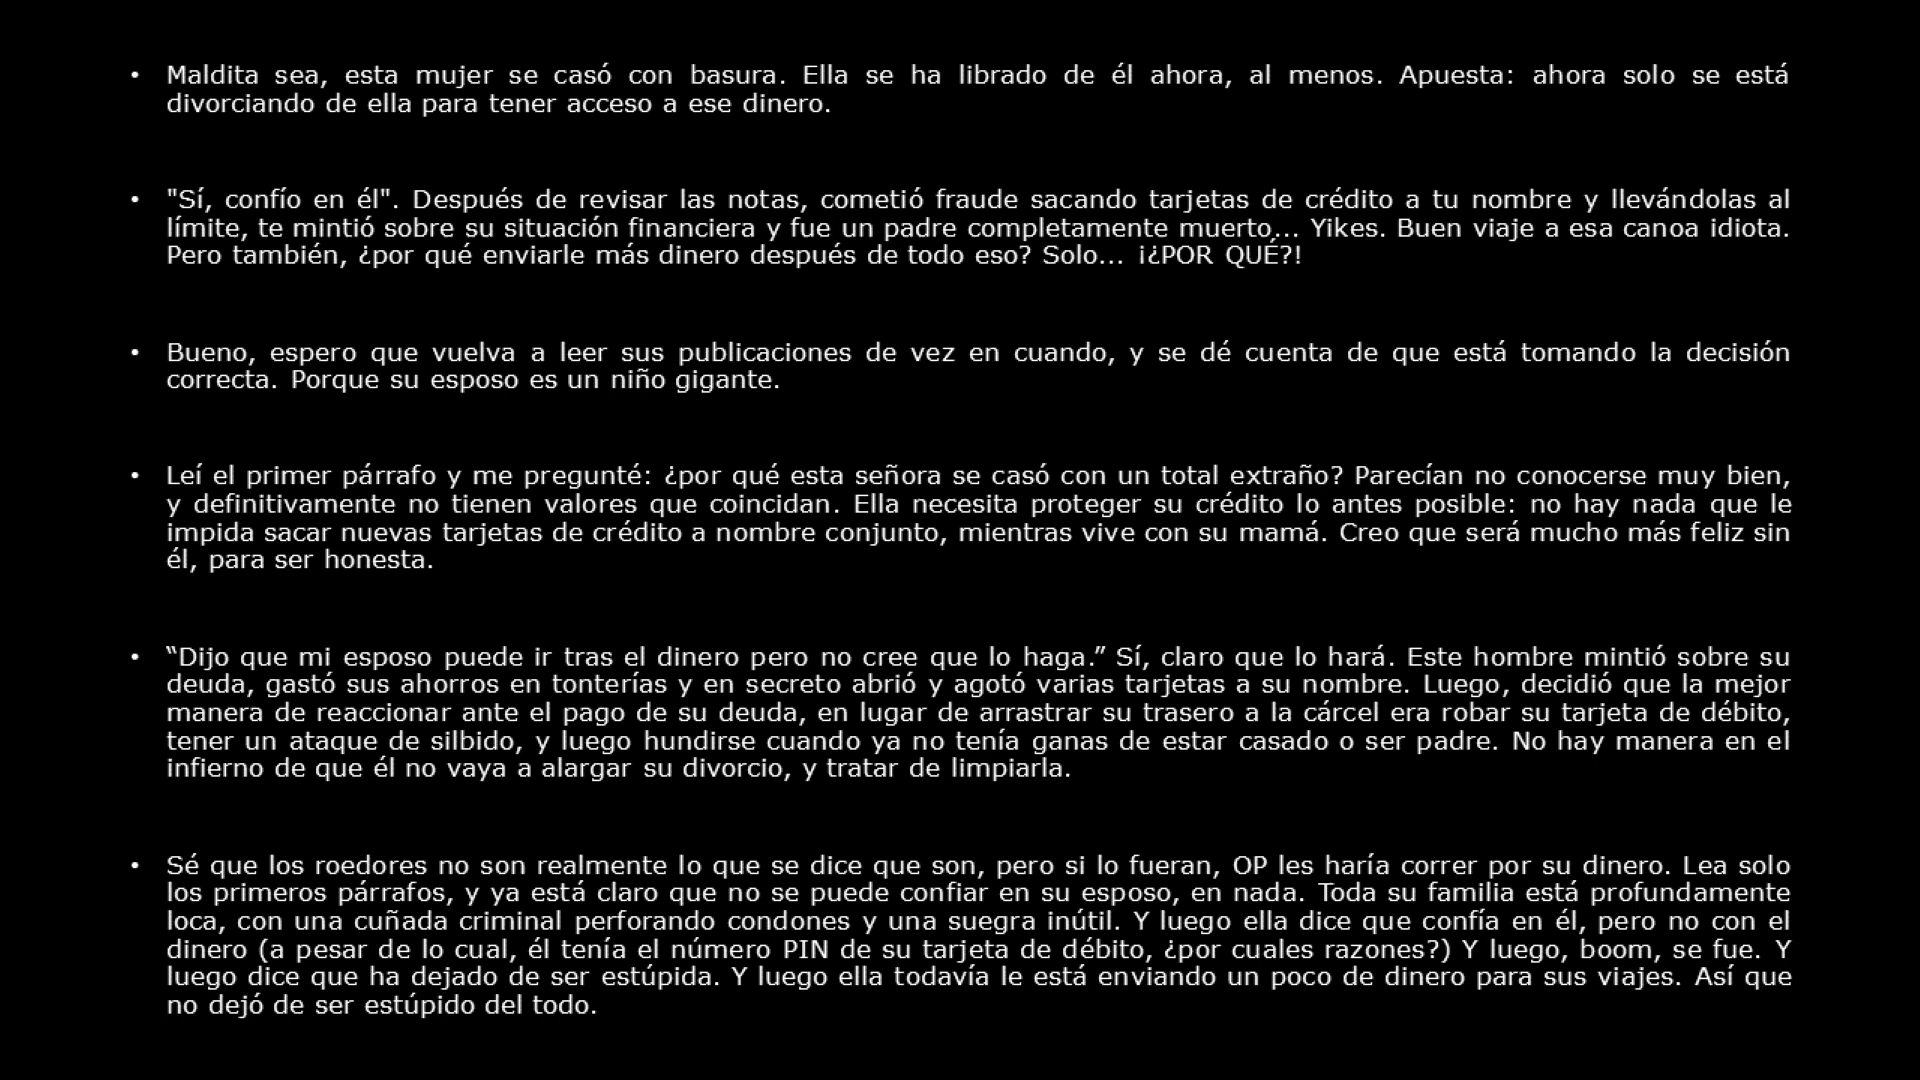 • Maldita sea, esta mujer se casó con basura. Ella se ha librado de él ahora, al menos. Apuesta: ahora solo se está
divorciando de ella para tener acceso a ese dinero.
• "Sí, confío en él". Después de revisar las notas, cometió fraude sacando tarjetas de crédito a tu nombre y llevándolas al
límite, te mintió sobre su situación financiera y fue un padre completamente muerto... Yikes. Buen viaje a esa canoa idiota.
Pero también, ¿por qué enviarle más dinero después de todo eso? Solo... ¡¿POR QUÉ?!
• Bueno, espero que vuelva a leer sus publicaciones de vez en cuando, y se dé cuenta de que está tomando la decisión
correcta. Porque su esposo es un niño gigante.
• Leí el primer párrafo y me pregunté: ¿por qué esta señora se casó con un total extraño? Parecían no conocerse muy bien,
y definitivamente no tienen valores que coincidan. Ella necesita proteger su crédito lo antes posible: no hay nada que le
impida sacar nuevas tarjetas de crédito a nombre conjunto, mientras vive con su mamá. Creo que será mucho más feliz sin
él, para ser honesta.
• “Dijo que mi esposo puede ir tras el dinero pero no cree que lo haga.” Sí, claro que lo hará. Este hombre mintió sobre su
deuda, gastó sus ahorros en tonterías y en secreto abrió y agotó varias tarjetas a su nombre. Luego, decidió que la mejor
manera de reaccionar ante el pago de su deuda, en lugar de arrastrar su trasero a la cárcel era robar su tarjeta de débito,
tener un ataque de silbido, y luego hundirse cuando ya no tenía ganas de estar casado o ser padre. No hay manera en el
infierno de que él no vaya a alargar su divorcio, y tratar de limpiarla.
• Sé que los roedores no son realmente lo que se dice que son, pero si lo fueran, OP les haría correr por su dinero. Lea solo
los primeros párrafos, y ya está claro que no se puede confiar en su esposo, en nada. Toda su familia está profundamente
loca, con una cuñada criminal perforando condones y una suegra inútil. Y luego ella dice que confía en él, pero no con el
dinero (a pesar de lo cual, él tenía el número PIN de su tarjeta de débito, ¿por cuales razones?) Y luego, boom, se fue. Y
luego dice que ha dejado de ser estúpida. Y luego ella todavía le está enviando un poco de dinero para sus viajes. Así que
no dejó de ser estúpido del todo.